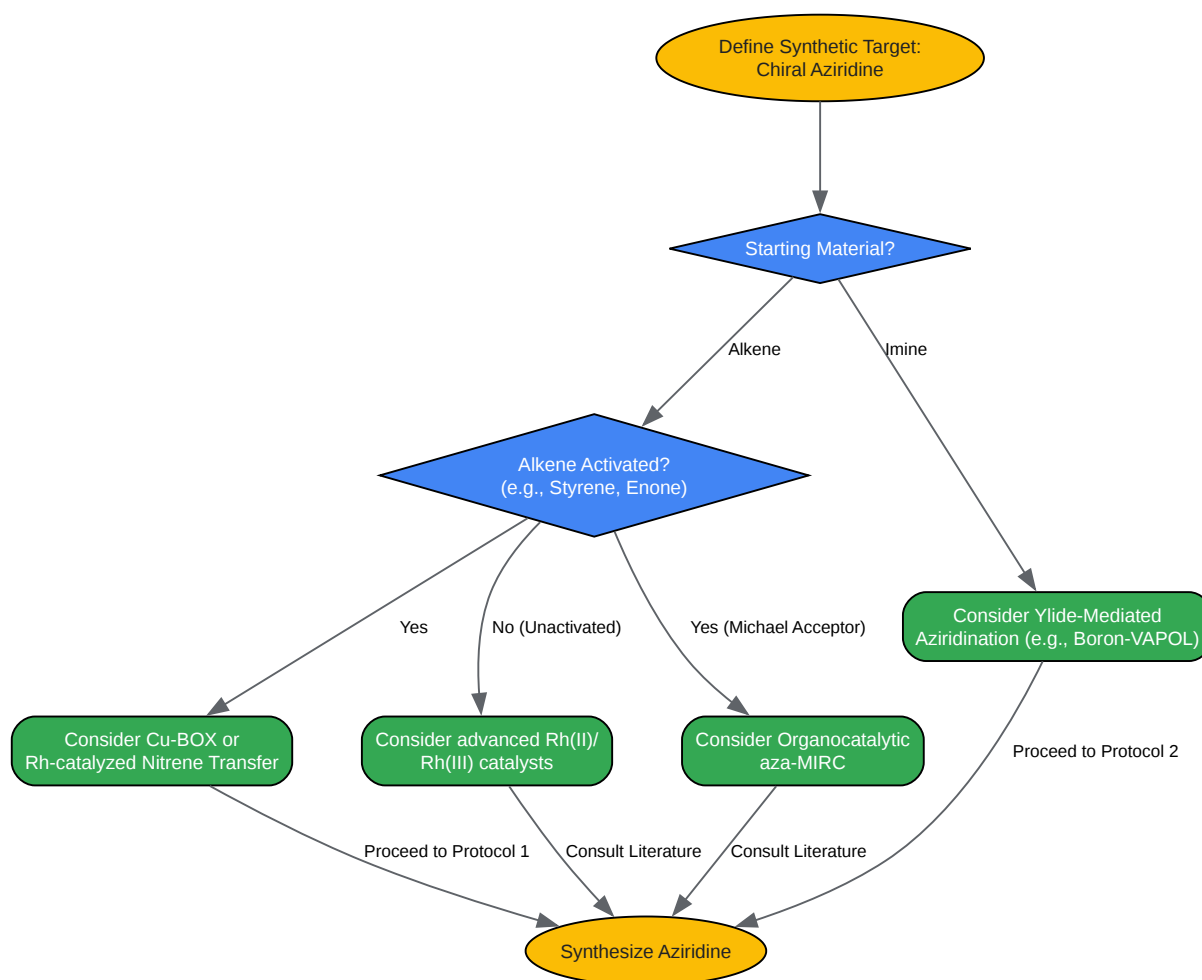 Define Synthetic Target:
Chiral Aziridine
Starting Material?
Alkene
Imine
Alkene Activated?
(e.g., Styrene, Enone)
Yes
No (Unactivated)
Yes (Michael Acceptor)
Consider Ylide-Mediated
Aziridination (e.g., Boron-VAPOL)
Consider Cu-BOX or
Rh-catalyzed Nitrene Transfer
Consider advanced Rh(II)/
Rh(III) catalysts
Consider Organocatalytic
aza-MIRC
Proceed to Protocol 2
Proceed to Protocol 1
Consult Literature
Consult Literature
Synthesize Aziridine